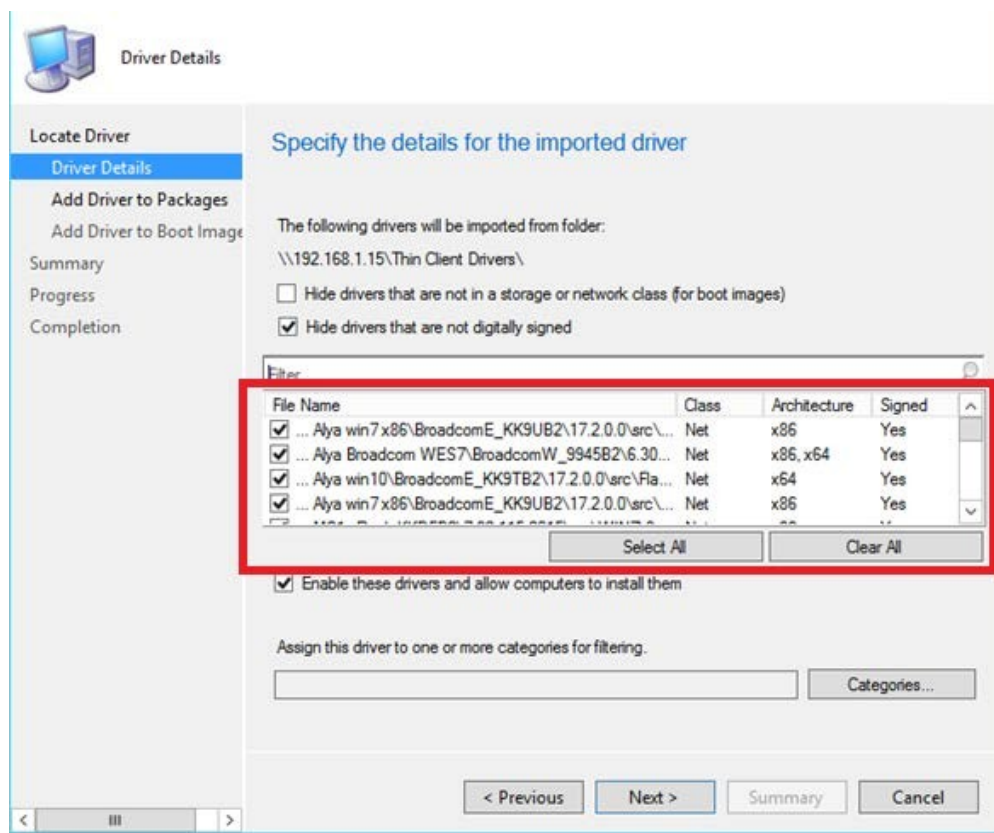 Driver Details
Locate Driver
Driver Details
Add Driver to Packages
Add Driver to Boot Image
Summary
Progress
Completion
Specify the details for the imported driver
The following drivers will be imported from folder:
\\192.168.1.15\Thin Client Drivers\
Hide drivers that are not in a storage or network class (for boot images)
Hide drivers that are not digitally signed
Filter
File Name Class Architecture Signed
... Alya win7 x86\BroadcomE_KK9UB2\17.2.0.0\src\... Net x86 Yes
... Alya Broadcom WES7\BroadcomW_9945B2\6.30... Net x86, x64 Yes
... Alya win10\BroadcomE_KK9TB2\17.2.0.0\src\Fla... Net x64 Yes
... Alya win7 x86\BroadcomE_KK9UB2\17.2.0.0\src\... Net x86 Yes
Select All Clear All
Enable these drivers and allow computers to install them
Assign this driver to one or more categories for filtering.
Categories...
< Previous Next > Summary Cancel